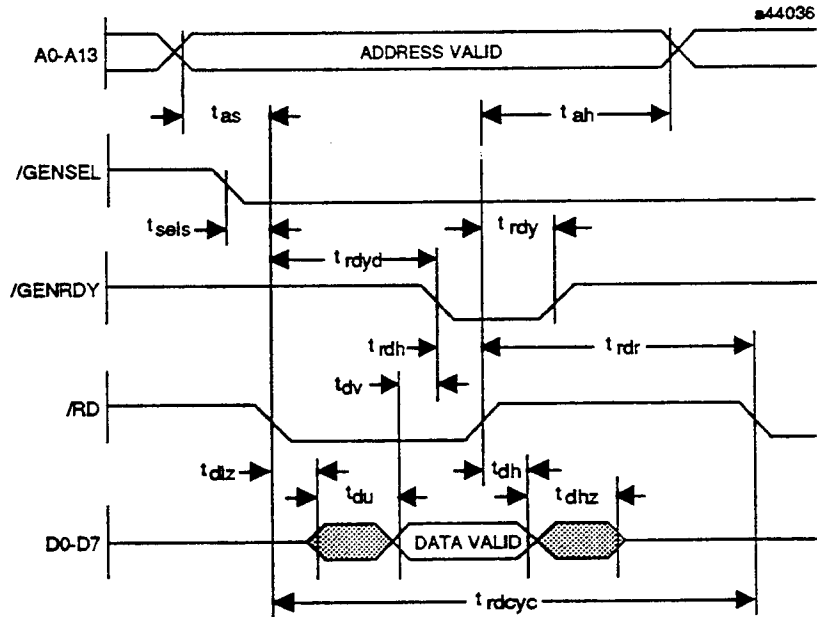 a44036
A0-A13
ADDRESS VALID
t as
t ah
/GENSEL
t sels
t rdy
t rdyd
/GENRDY
t rdh
t rdr
t dv
/RD
t dlz
t du
t dh
t dhz
D0-D7
DATA VALID
t rdcyc